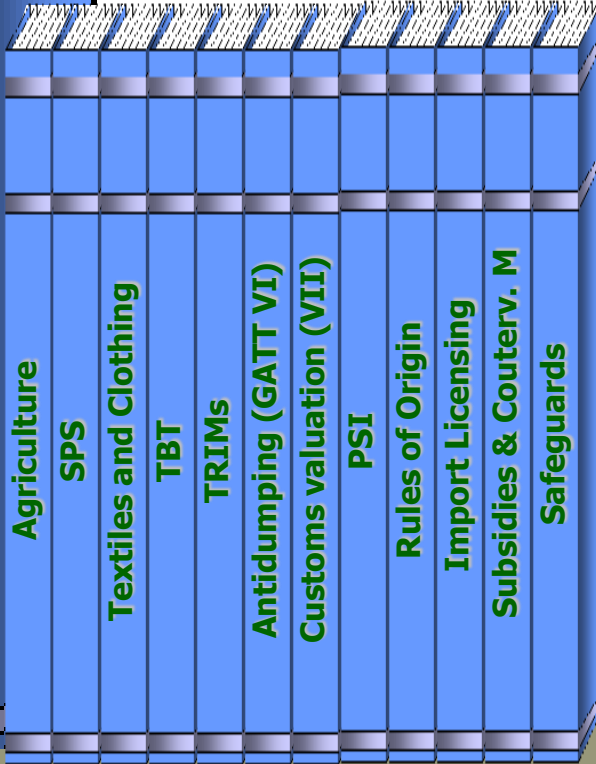 Agriculture
SPS
Textiles and Clothing
TBT
TRIMs
Antidumping (GATT VI)
Customs valuation (VII)
PSI
Rules of Origin
Import Licensing
Subsidies & Couterv. M
Safeguards